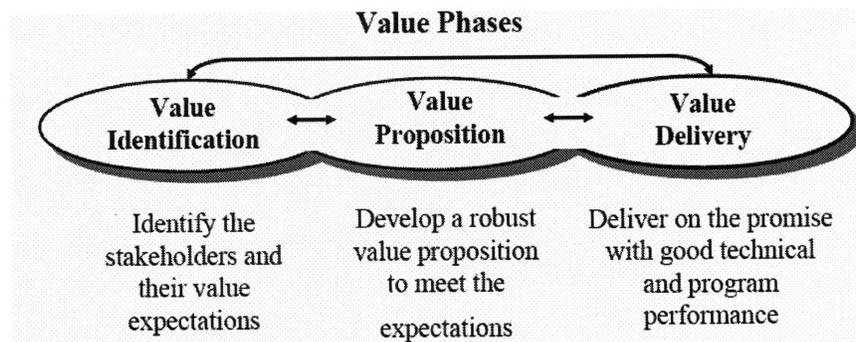 Value Phases
Value
Identification
Value
Proposition
Value
Delivery
Identify the
stakeholders and
their value
expectations
Develop a robust
value proposition
to meet the
expectations
Deliver on the promise
with good technical
and program
performance